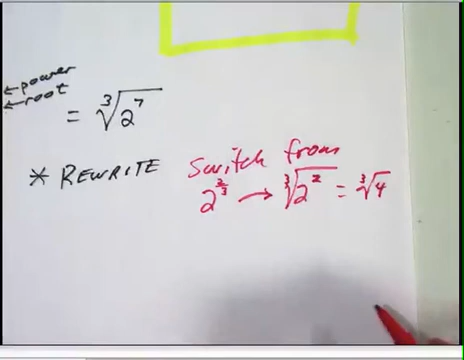 ← power
← root
= ∛2⁷
* REWRITE Switch from
2^(2/3) → ∛2² = ∛4